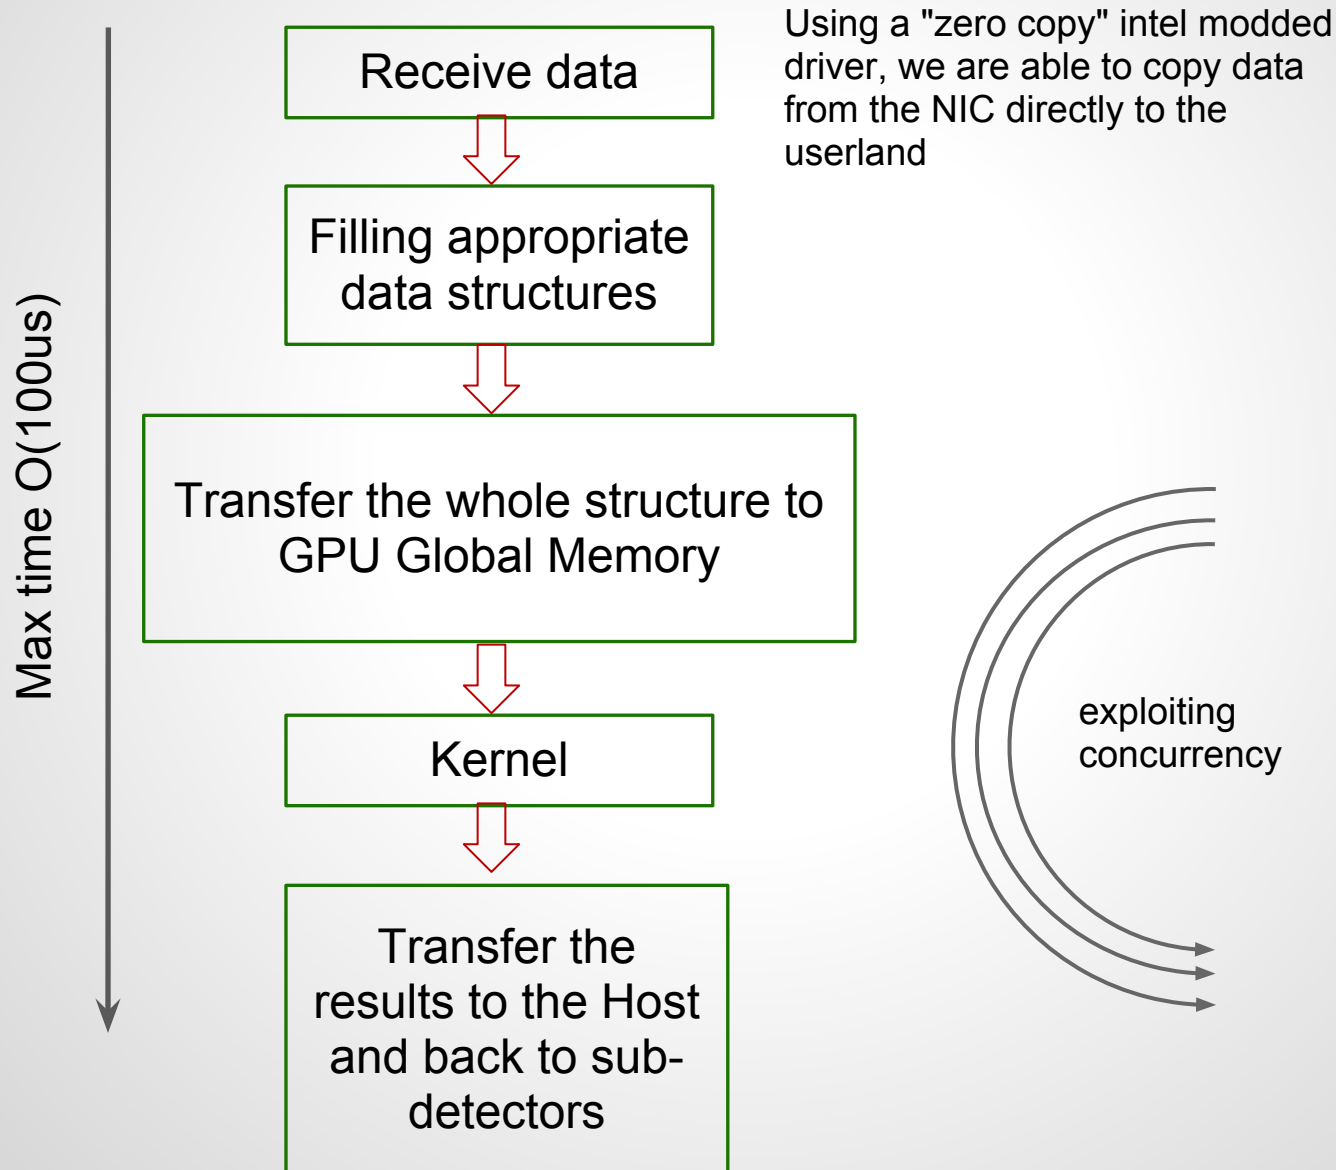 Using a "zero copy" intel modded
driver, we are able to copy data
from the NIC directly to the
userland
Receive data
Filling appropriate
data structures
Max time O(100us)
Transfer the whole structure to
GPU Global Memory
Kernel
exploiting
concurrency
Transfer the
results to the Host
and back to sub-
detectors